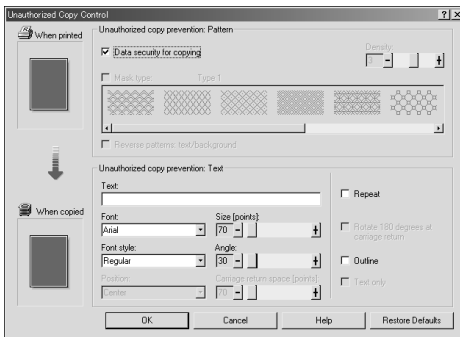 Unauthorized Copy Control
When printed
Unauthorized copy prevention: Pattern
Data security for copying
Density:
3
Mask type: Type 1
Reverse patterns: text/background
When copied
Unauthorized copy prevention: Text
Text:
Font:
Arial
Size [points]:
70
Font style:
Regular
Angle:
30
Position:
Center
Carriage return space [points]:
70
Repeat
Rotate 180 degrees at
carriage return
Outline
Text only
OK
Cancel
Help
Restore Defaults